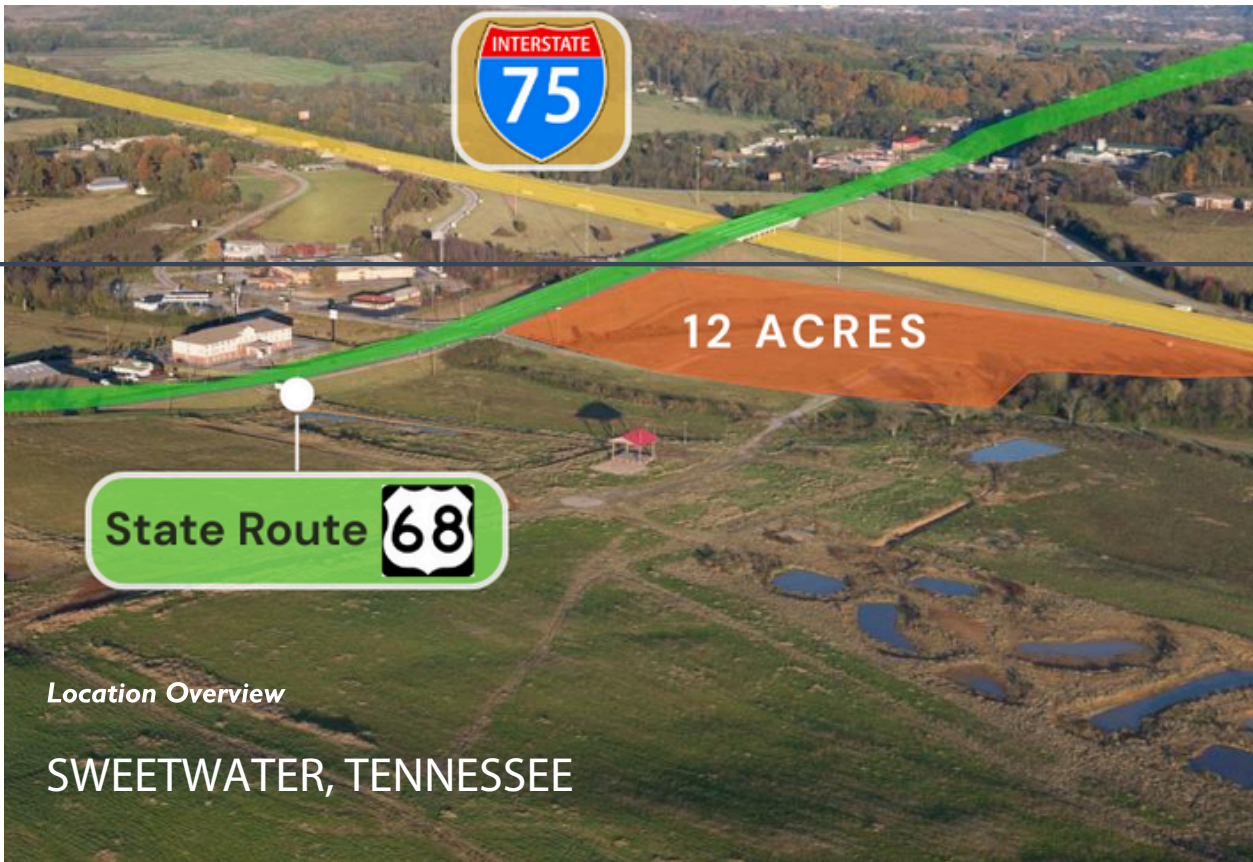 INTERSTATE
75
12 ACRES
State Route 68
Location Overview
SWEETWATER, TENNESSEE